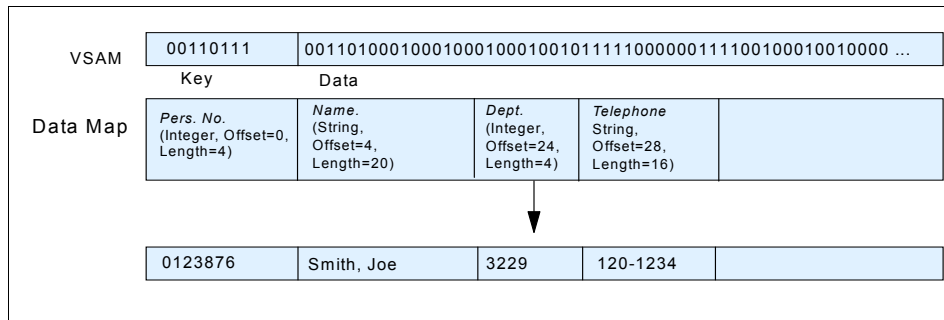 VSAM
00110111
0011010001000100010001001011111000000111100100010010000 ...
Key
Data
Data Map
Pers. No.
(Integer, Offset=0,
Length=4)
Name.
(String,
Offset=4,
Length=20)
Dept.
(Integer,
Offset=24,
Length=4)
Telephone
String,
Offset=28,
Length=16)
0123876
Smith, Joe
3229
120-1234